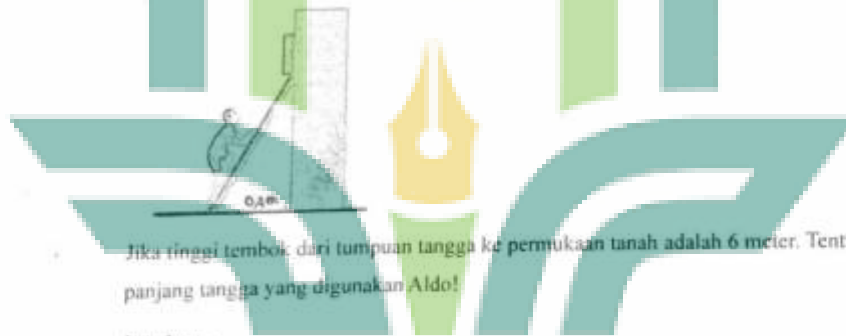 0,4 m
Jika tinggi tembok dari tumpuan tangga ke permukaan tanah adalah 6 meter. Tent
panjang tangga yang digunakan Aldo!